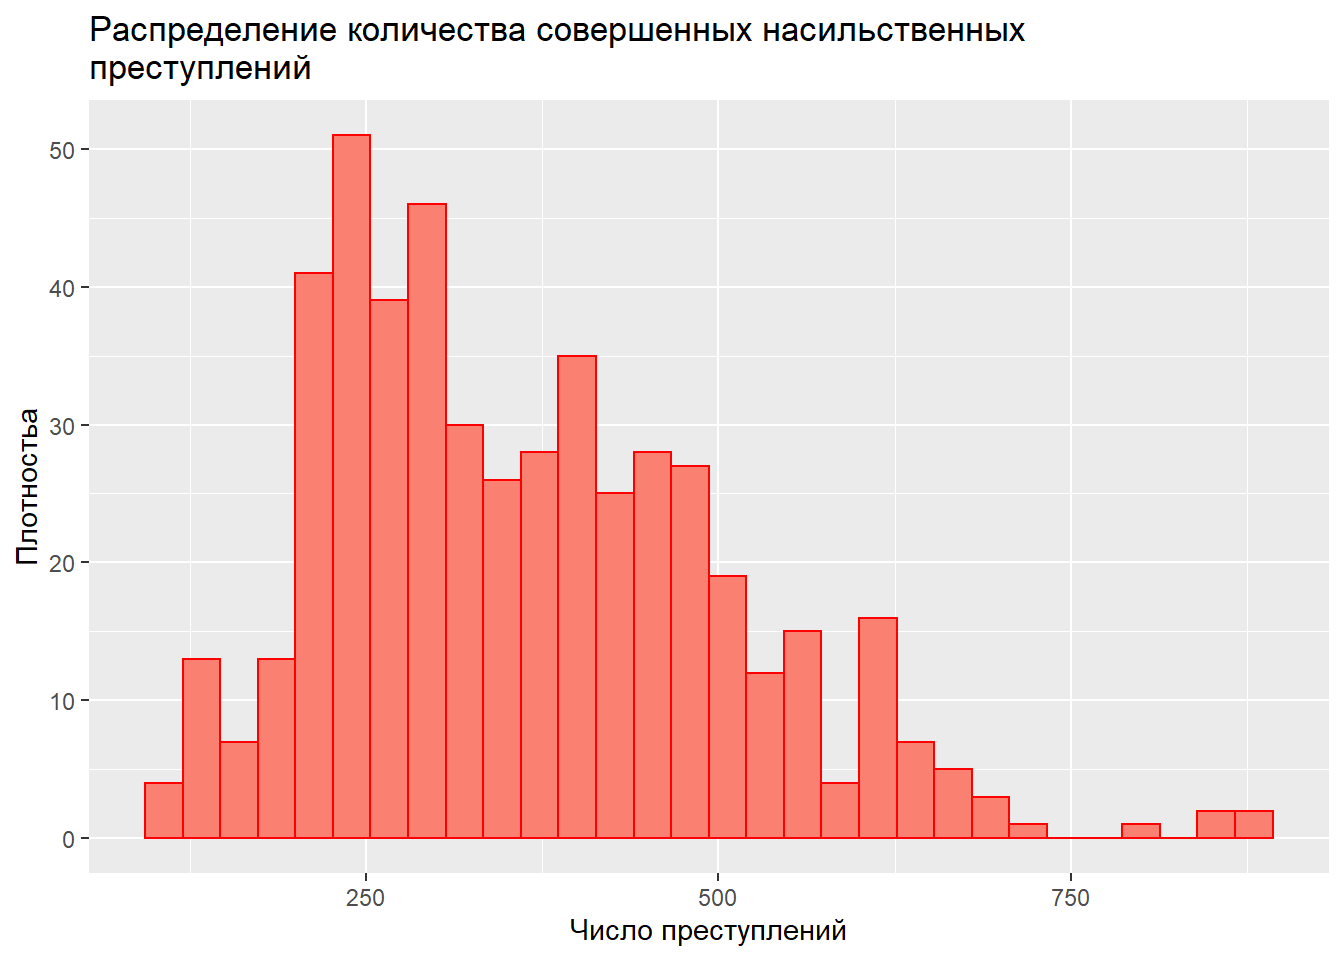 Распределение количества совершенных насильственных
преступлений
50
40
30
20
10
0
Плотностьа
250 500 750
Число преступлений